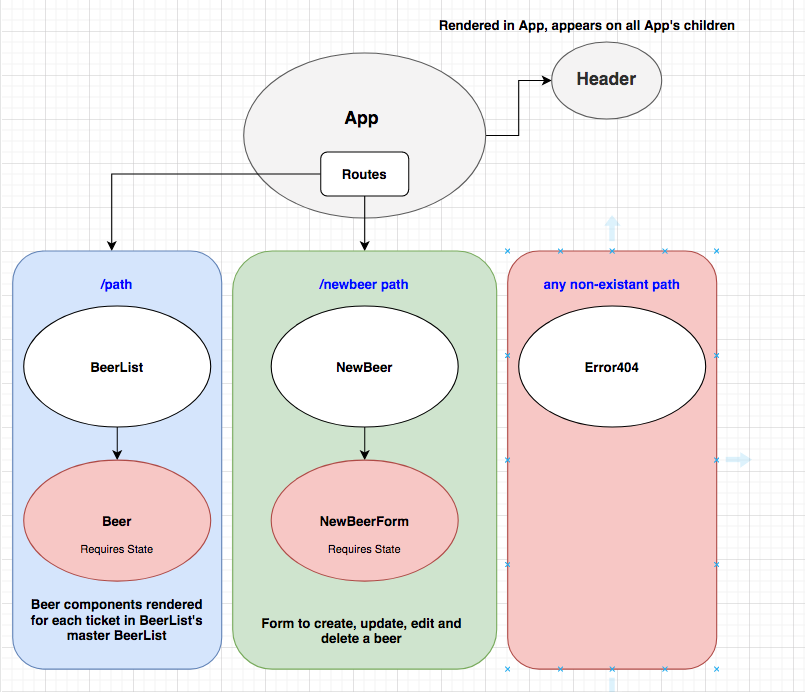 Rendered in App, appears on all App's children
Header
App
Routes
/path
BeerList
Beer
Requires State
Beer components rendered
for each ticket in BeerList's
master BeerList
/newbeer path
NewBeer
NewBeerForm
Requires State
Form to create, update, edit and
delete a beer
any non-existant path
Error404